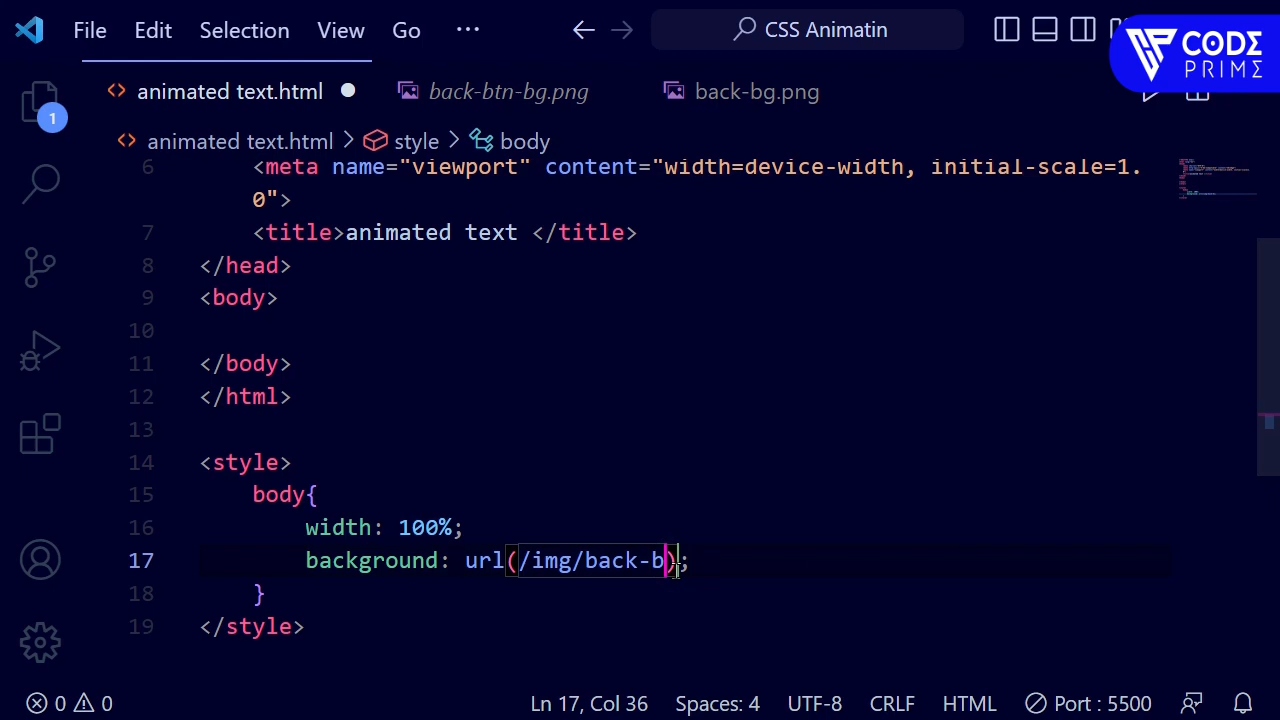 File Edit Selection View Go ··· CSS Animatin
CODE
PRIME
animated text.html back-btn-bg.png back-bg.png
1
animated text.html > style > body
6 <meta name="viewport" content="width=device-width, initial-scale=1.
0">
7 <title>animated text </title>
8 </head>
9 <body>
10
11 </body>
12 </html>
13
14 <style>
15 body{
16 width: 100%;
17 background: url(/img/back-b);
18 }
19 </style>
0 0 Ln 17, Col 36 Spaces: 4 UTF-8 CRLF HTML Port : 5500